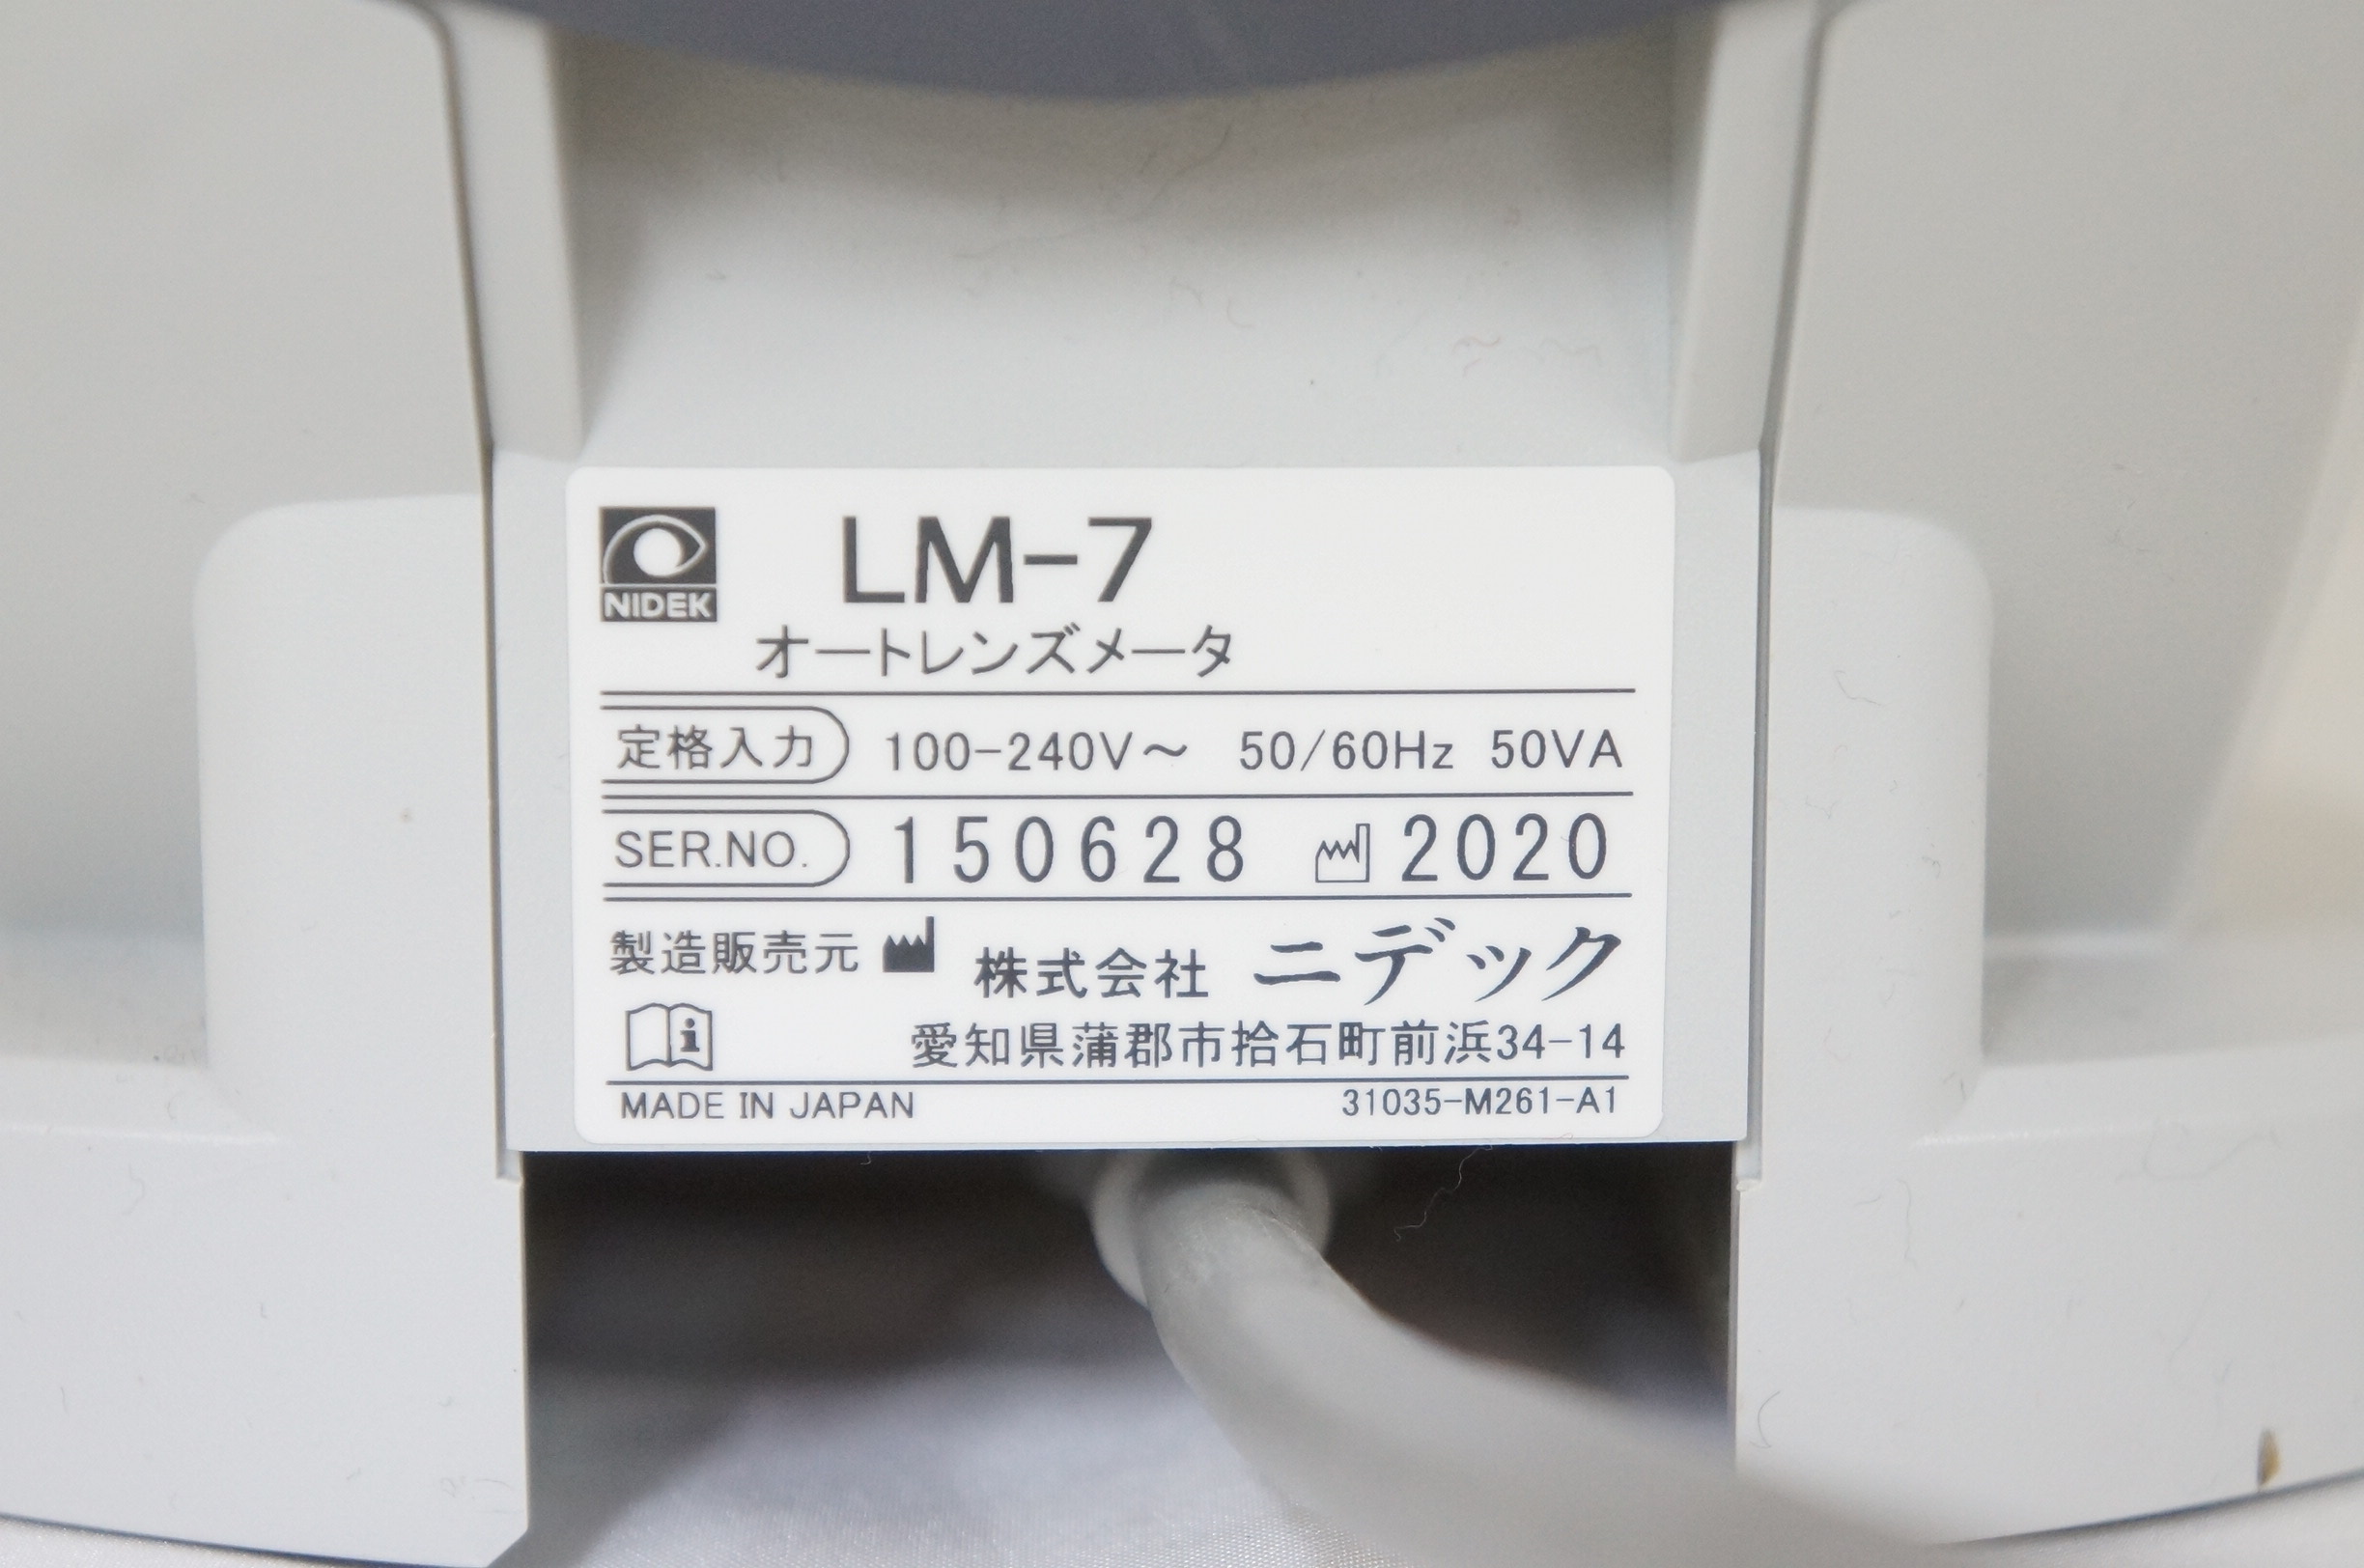 NIDEK
LM-7
オートレンズメータ
定格入力 100-240V～ 50/60Hz 50VA
SER.NO. 150628 2020
製造販売元 株式会社 ニデック
愛知県蒲郡市拾石町前浜34-14
MADE IN JAPAN 31035-M261-A1